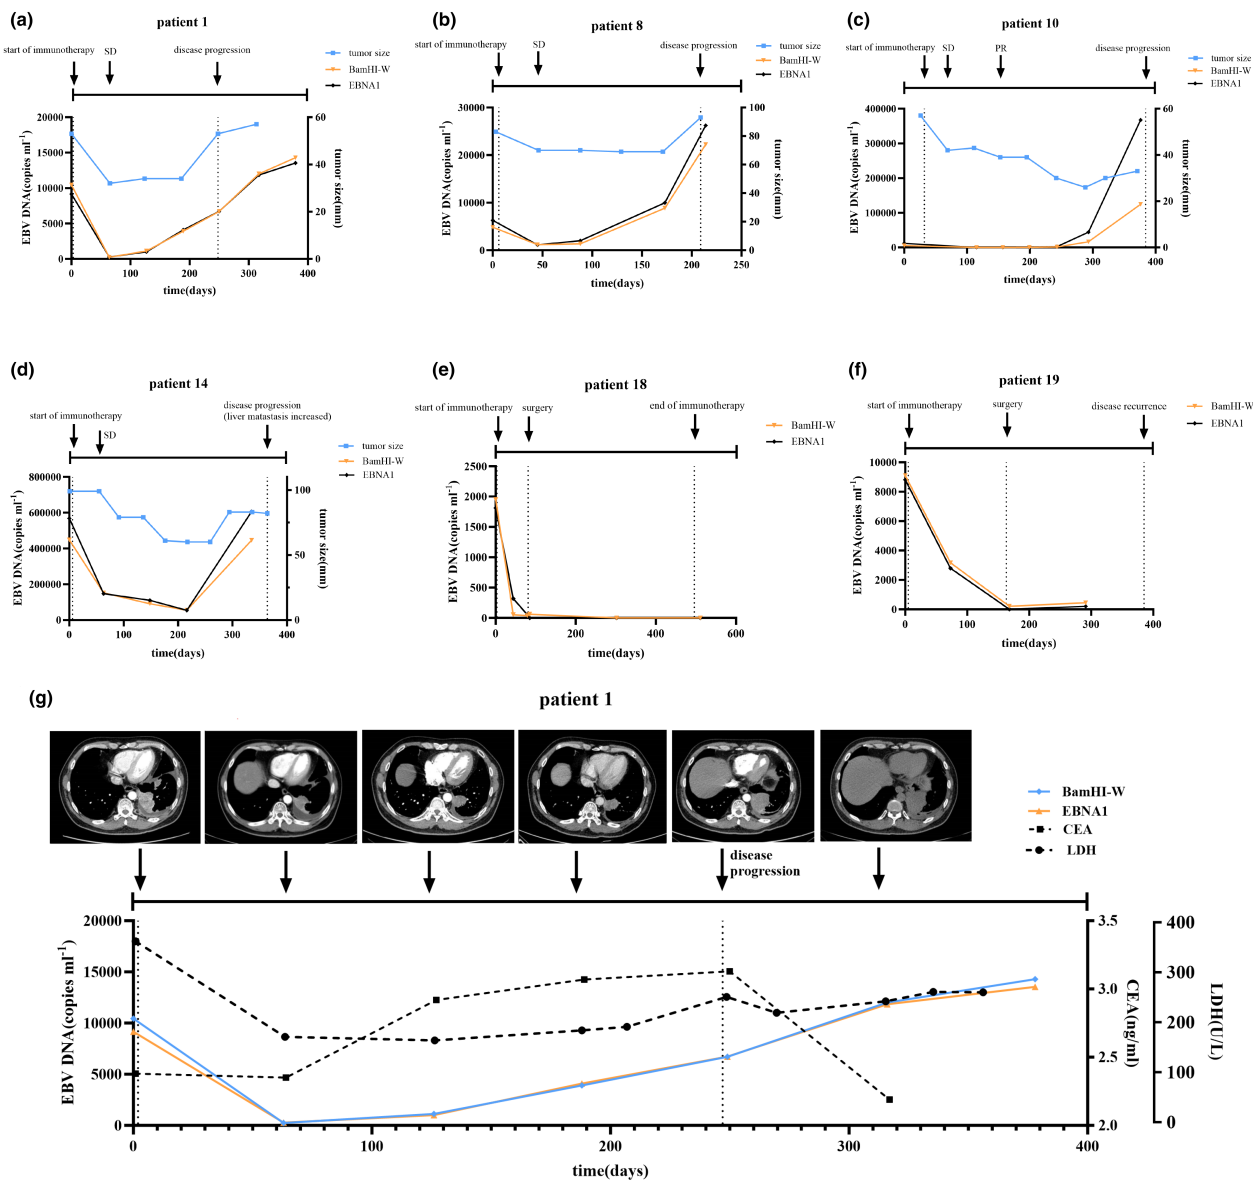 (a)
patient 1
start of immunotherapy
SD
disease progression
tumor size
BamHI-W
EBNA1
EBV DNA(copies ml⁻¹)
20000
15000
10000
5000
0
60
40
20
0
tumor size(mm)
0
100
200
300
400
time(days)
(b)
patient 8
start of immunotherapy
SD
disease progression
tumor size
BamHI-W
EBNA1
EBV DNA(copies ml⁻¹)
30000
20000
10000
0
100
80
60
40
20
0
tumor size(mm)
0
50
100
150
200
250
time(days)
(c)
patient 10
start of immunotherapy
SD
PR
disease progression
tumor size
BamHI-W
EBNA1
EBV DNA(copies ml⁻¹)
400000
300000
200000
100000
0
60
40
20
0
tumor size(mm)
0
100
200
300
400
time(days)
(d)
patient 14
start of immunotherapy
SD
disease progression
(liver matastasis increased)
tumor size
BamHI-W
EBNA1
EBV DNA(copies ml⁻¹)
800000
600000
400000
200000
0
100
50
0
tumor size(mm)
0
100
200
300
400
time(days)
(e)
patient 18
start of immunotherapy
surgery
end of immunotherapy
BamHI-W
EBNA1
EBV DNA(copies ml⁻¹)
2500
2000
1500
1000
500
0
0
200
400
600
time(days)
(f)
patient 19
start of immunotherapy
surgery
disease recurrence
BamHI-W
EBNA1
EBV DNA(copies ml⁻¹)
10000
8000
6000
4000
2000
0
0
100
200
300
400
time(days)
(g)
patient 1
BamHI-W
EBNA1
CEA
LDH
disease
progression
EBV DNA(copies ml⁻¹)
20000
15000
10000
5000
0
3.5
3.0
2.5
2.0
CEA(ng/ml)
400
300
200
100
0
LDH(U/L)
0
100
200
300
400
time(days)